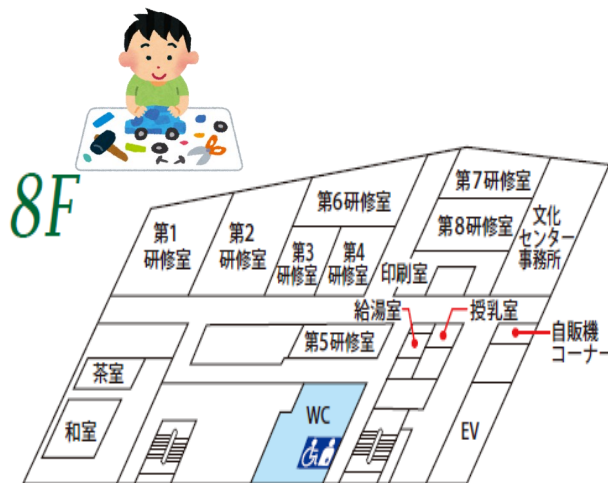 8F
第1
研修室
第2
研修室
第6研修室
第3
研修室
第4
研修室
第7研修室
第8研修室
文化
センター
事務所
印刷室
給湯室
授乳室
第5研修室
自販機
コーナー
茶室
和室
WC
EV